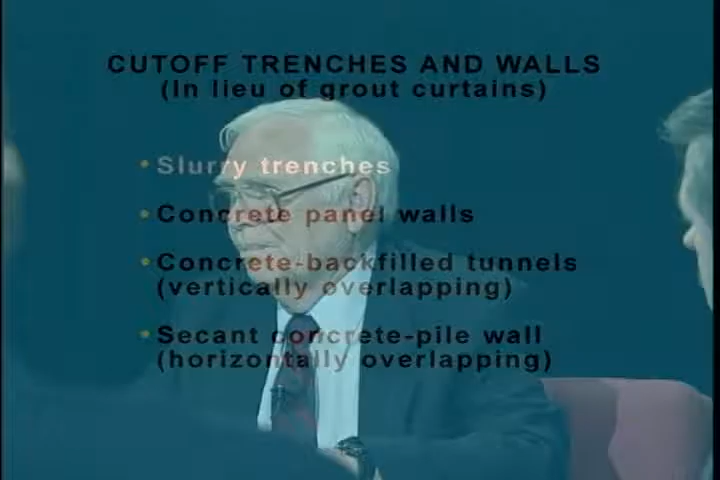 CUTOFF TRENCHES AND WALLS
(In lieu of grout curtains)
• Slurry trenches
• Concrete panel walls
• Concrete-backfilled tunnels
(vertically overlapping)
• Secant concrete-pile wall
(horizontally overlapping)